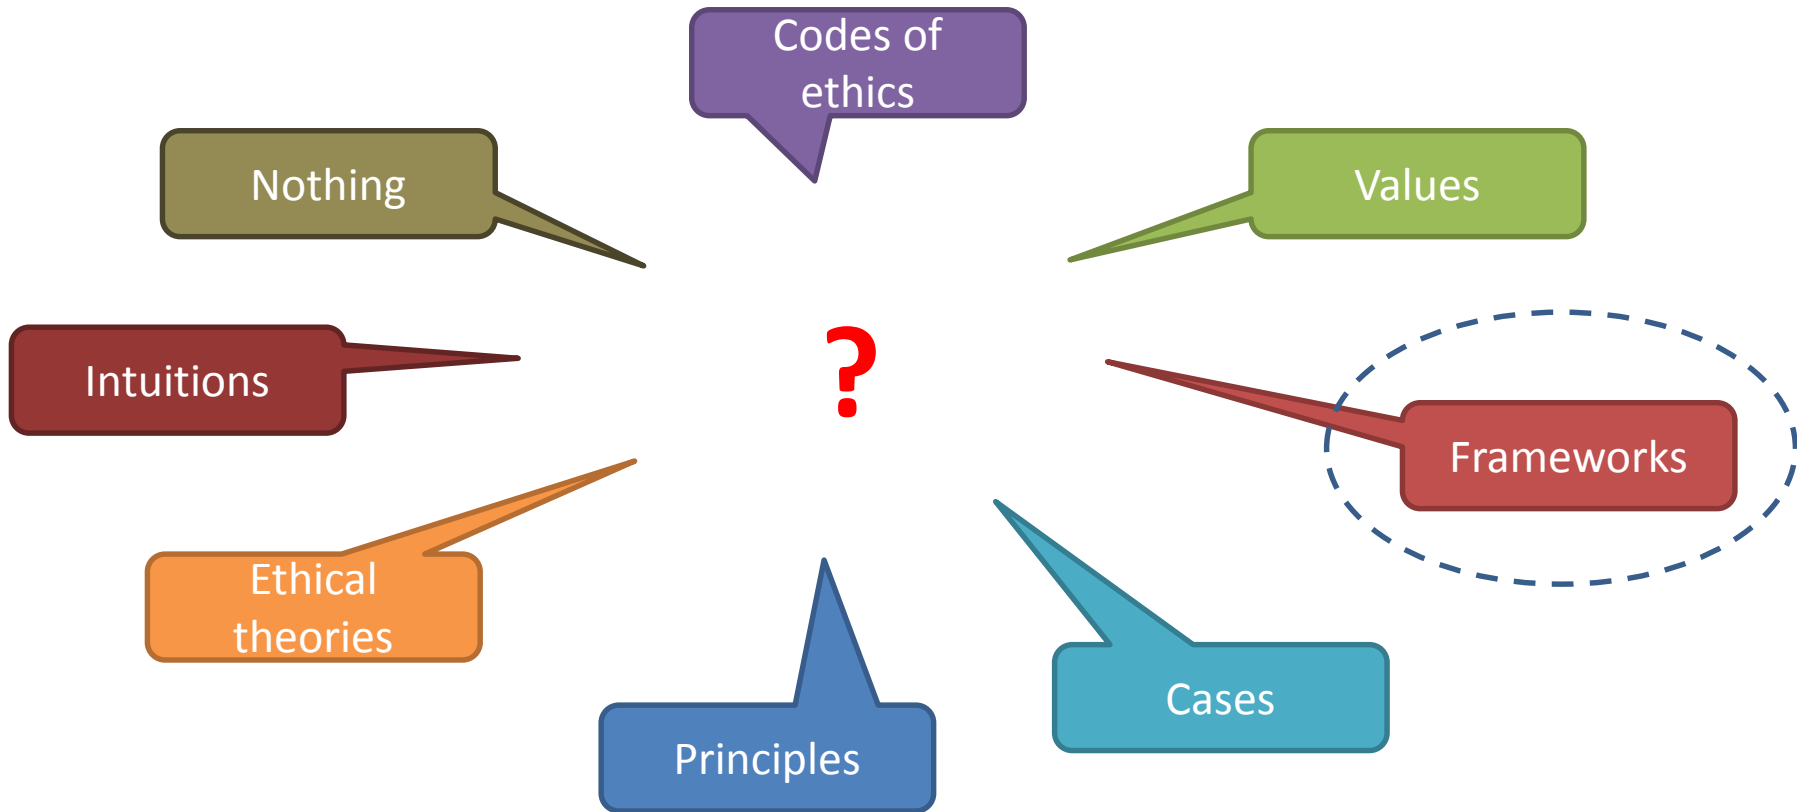 Codes of
ethics
Nothing
Values
Intuitions
?
Frameworks
Ethical
theories
Cases
Principles